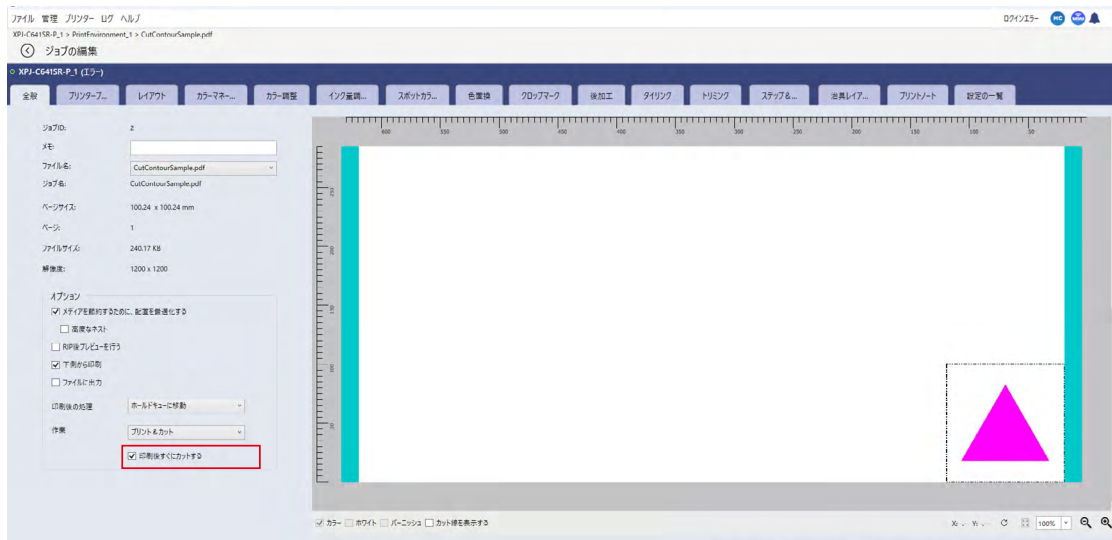 ファイル 管理 プリンター ログ ヘルプ ログインエラー MC
XPJ-C641SR-P_1 > PrintEnvironment_1 > CutContourSample.pdf
ジョブの編集
XPJ-C641SR-P_1 (エラー)
全般 プリンタープ... レイアウト カラーマネー... カラー調整 インク量調... スポットカラ... 色置換 クロップマーク 後加工 タイリング トリミング ステップ&... 治具レイア... プリントノート 設定の一覧
ジョブID: 2
メモ:
ファイル名: CutContourSample.pdf
ジョブ名: CutContourSample.pdf
ページサイズ: 100.24 x 100.24 mm
ページ: 1
ファイルサイズ: 240.17 KB
解像度: 1200 x 1200
オプション
メディアを節約するために、配置を最適化する
高度なネスト
RIP後プレビューを行う
下側から印刷
ファイルに出力
印刷後の処理 ホールドキューに移動
作業 プリント&カット
印刷後すぐにカットする
600 550 500 450 400 350 300 250 200 150 100 50
250
200
150
100
50
カラー ホワイト バーニッシュ カット線を表示する X: -- Y: -- 100%